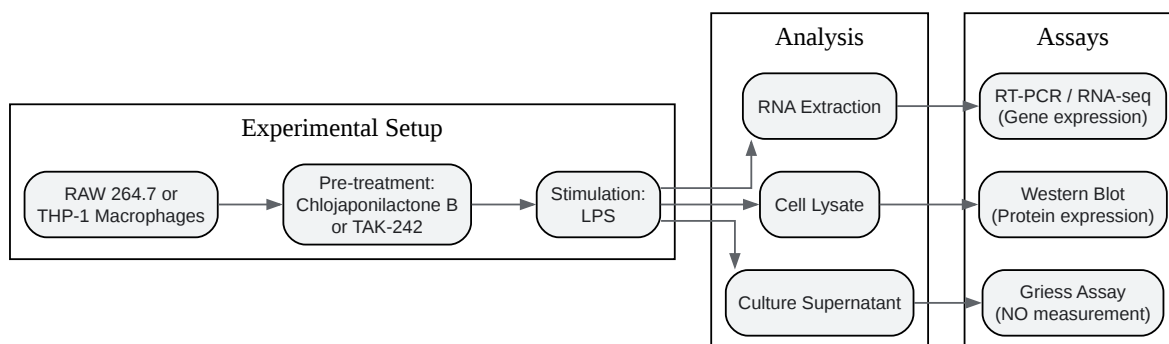 Experimental Setup
RAW 264.7 or
THP-1 Macrophages
Pre-treatment:
Chlojaponilactone B
or TAK-242
Stimulation:
LPS
Analysis
RNA Extraction
Cell Lysate
Culture Supernatant
Assays
RT-PCR / RNA-seq
(Gene expression)
Western Blot
(Protein expression)
Griess Assay
(NO measurement)